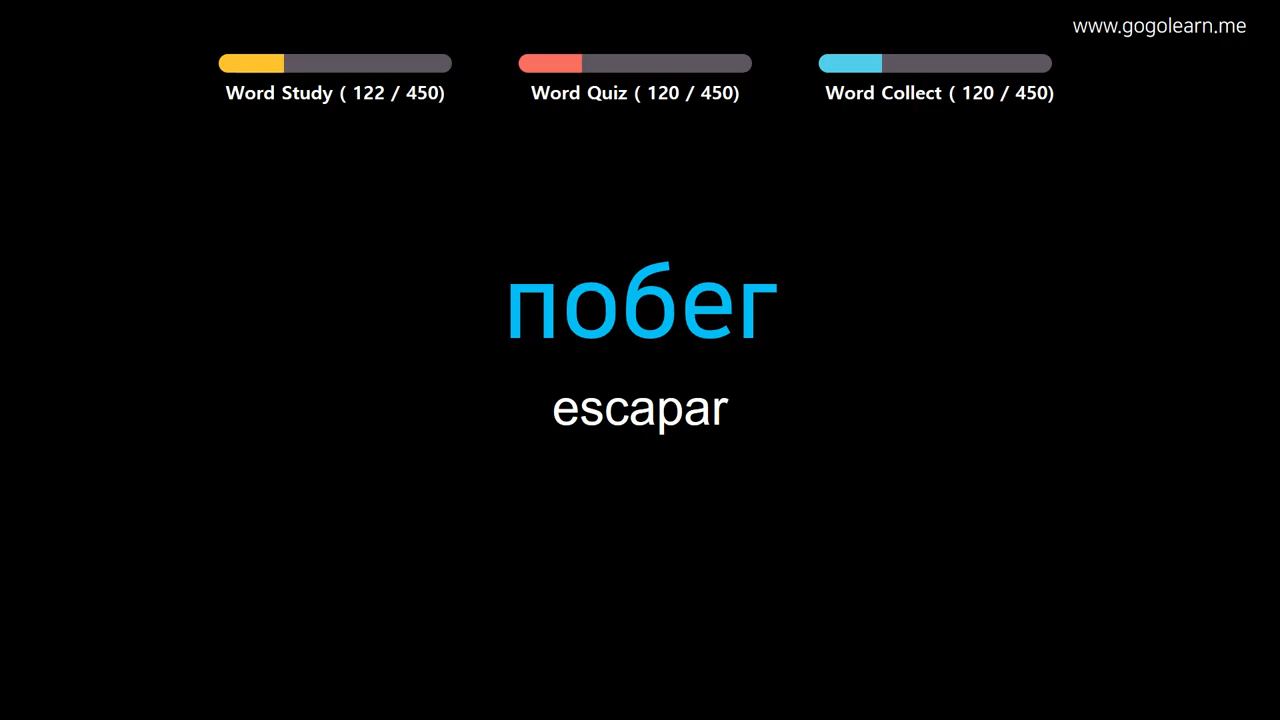 www.gogolearn.me
Word Study ( 122 / 450)
Word Quiz ( 120 / 450)
Word Collect ( 120 / 450)
побег
escapar